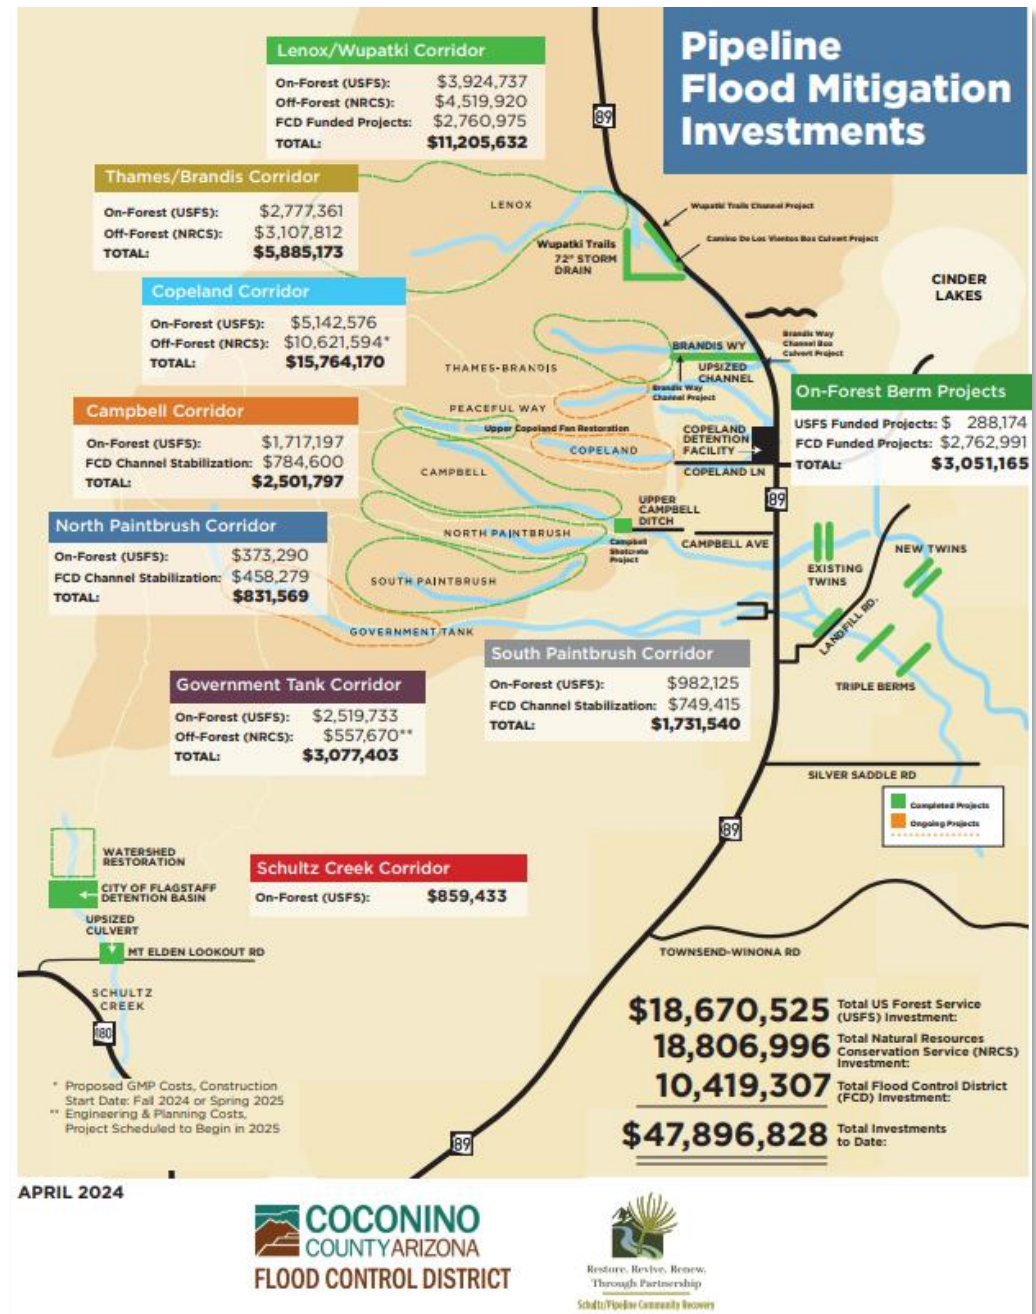 Pipeline
Flood Mitigation
Investments
Lenox/Wupatki Corridor
On-Forest (USFS): $3,924,737
Off-Forest (NRCS): $4,519,920
FCD Funded Projects: $2,760,975
TOTAL: $11,205,632
89
Thames/Brandis Corridor
On-Forest (USFS): $2,777,361
Off-Forest (NRCS): $3,107,812
TOTAL: $5,885,173
LENOX
Wupatki Trails Channel Project
Wupatki Trails
72" STORM
DRAIN
Camino De Los Vientos Box Culvert Project
CINDER
LAKES
Copeland Corridor
On-Forest (USFS): $5,142,576
Off-Forest (NRCS): $10,621,594*
TOTAL: $15,764,170
BRANDIS WY
Brandis Way
Channel Box
Culvert Project
THAMES-BRANDIS
UPSIZED
CHANNEL
Brandis Way
Channel Project
On-Forest Berm Projects
USFS Funded Projects: $ 288,174
FCD Funded Projects: $2,762,991
TOTAL: $3,051,165
Campbell Corridor
On-Forest (USFS): $1,717,197
FCD Channel Stabilization: $784,600
TOTAL: $2,501,797
PEACEFUL WAY
Upper Copeland Fan Restoration
COPELAND
COPELAND
DETENTION
FACILITY
COPELAND LN
CAMPBELL
89
UPPER
CAMPBELL
DITCH
North Paintbrush Corridor
On-Forest (USFS): $373,290
FCD Channel Stabilization: $458,279
TOTAL: $831,569
NORTH PAINTBRUSH
Campbell
Shotcrete
Project
CAMPBELL AVE
EXISTING
TWINS
NEW TWINS
SOUTH PAINTBRUSH
LANDFILL RD.
GOVERNMENT TANK
South Paintbrush Corridor
On-Forest (USFS): $982,125
FCD Channel Stabilization: $749,415
TOTAL: $1,731,540
TRIPLE BERMS
Government Tank Corridor
On-Forest (USFS): $2,519,733
Off-Forest (NRCS): $557,670**
TOTAL: $3,077,403
SILVER SADDLE RD
Completed Projects
Ongoing Projects
89
WATERSHED
RESTORATION
CITY OF FLAGSTAFF
DETENTION BASIN
UPSIZED
CULVERT
MT ELDEN LOOKOUT RD
Schultz Creek Corridor
On-Forest (USFS): $859,433
TOWNSEND-WINONA RD
SCHULTZ
CREEK
180
$18,670,525 Total US Forest Service
(USFS) Investment:
18,806,996 Total Natural Resources
Conservation Service (NRCS)
Investment:
10,419,307 Total Flood Control District
(FCD) Investment:
$47,896,828 Total Investments
to Date:
* Proposed GMP Costs, Construction
Start Date: Fall 2024 or Spring 2025
** Engineering & Planning Costs,
Project Scheduled to Begin in 2025
89
APRIL 2024
COCONINO
COUNTY ARIZONA
FLOOD CONTROL DISTRICT
Restore. Revive. Renew.
Through Partnership
Schultz/Pipeline Community Recovery